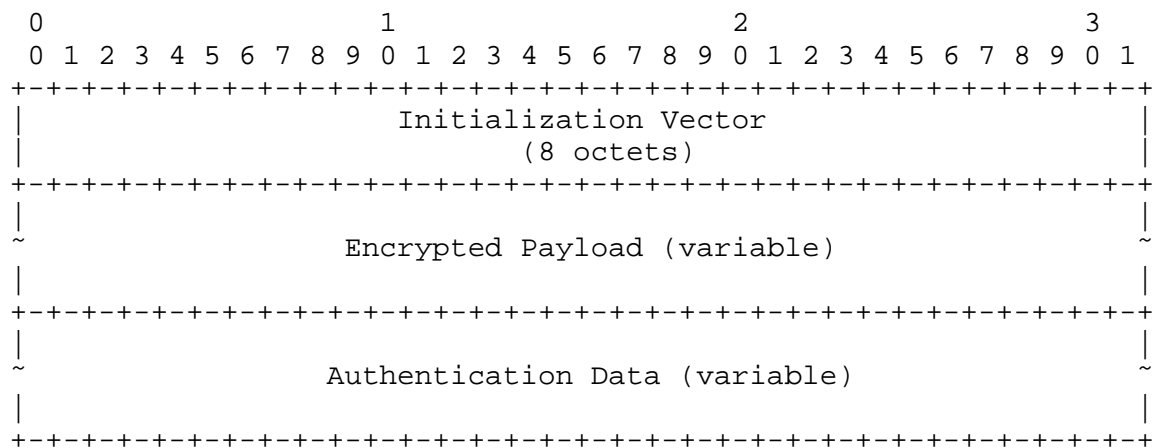 0                   1                   2                   3
 0 1 2 3 4 5 6 7 8 9 0 1 2 3 4 5 6 7 8 9 0 1 2 3 4 5 6 7 8 9 0 1
+-+-+-+-+-+-+-+-+-+-+-+-+-+-+-+-+-+-+-+-+-+-+-+-+-+-+-+-+-+-+-+-+
|                     Initialization Vector                     |
|                            (8 octets)                         |
+-+-+-+-+-+-+-+-+-+-+-+-+-+-+-+-+-+-+-+-+-+-+-+-+-+-+-+-+-+-+-+-+
|                                                               |
~                  Encrypted Payload (variable)                 ~
|                                                               |
+-+-+-+-+-+-+-+-+-+-+-+-+-+-+-+-+-+-+-+-+-+-+-+-+-+-+-+-+-+-+-+-+
|                                                               |
~                 Authentication Data (variable)                ~
|                                                               |
+-+-+-+-+-+-+-+-+-+-+-+-+-+-+-+-+-+-+-+-+-+-+-+-+-+-+-+-+-+-+-+-+